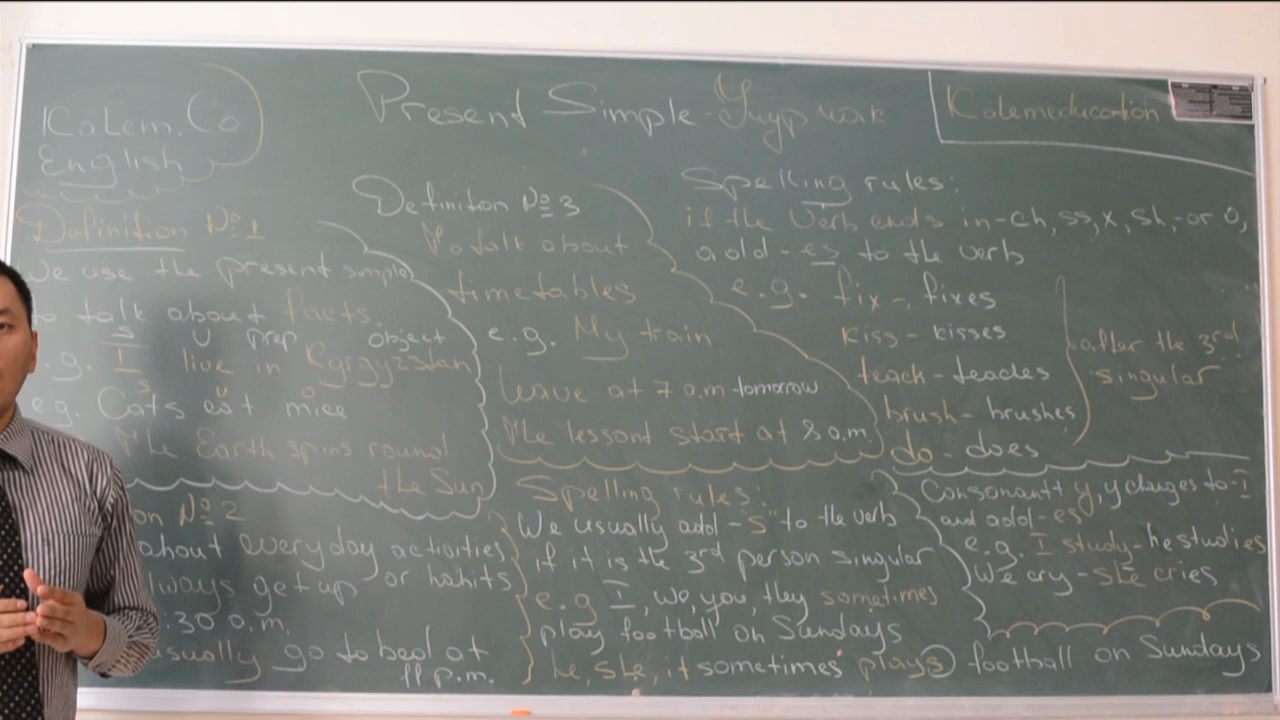 Kalem.Co
English
Present Simple - Учур чак
Kalemeducation
Definition №1
We use the present simple
to talk about facts.
S U prep object
e.g. I live in Kyrgyzstan
S U O
eg. Cats eat mice
The Earth spins round
the Sun
on №2
about everyday activities
lways get up or habits
:30 a.m.
usually go to bed at
11 p.m.
Definiton №3
To talk about
timetables
e.g. My train
leave at 7 a.m tomorrow
The lessont start at 8 a.m.
Spelling rules:
We usually add -"S" to the verb
if it is the 3rd person singular
e.g I, we, you, they sometimes
play football on Sundays
he, she, it sometimes plays football on Sundays
Spelling rules:
if the verb ends in -ch, ss, x, sh, -or O,
add - es to the verb
e.g. fix - fixes
kiss - kisses
teach - teaches
brush - brushes
do - does
after the 3rd
singular
Consonant+ y, y changes to -I
and add - es
e.g. I study - he studies
We cry - she cries